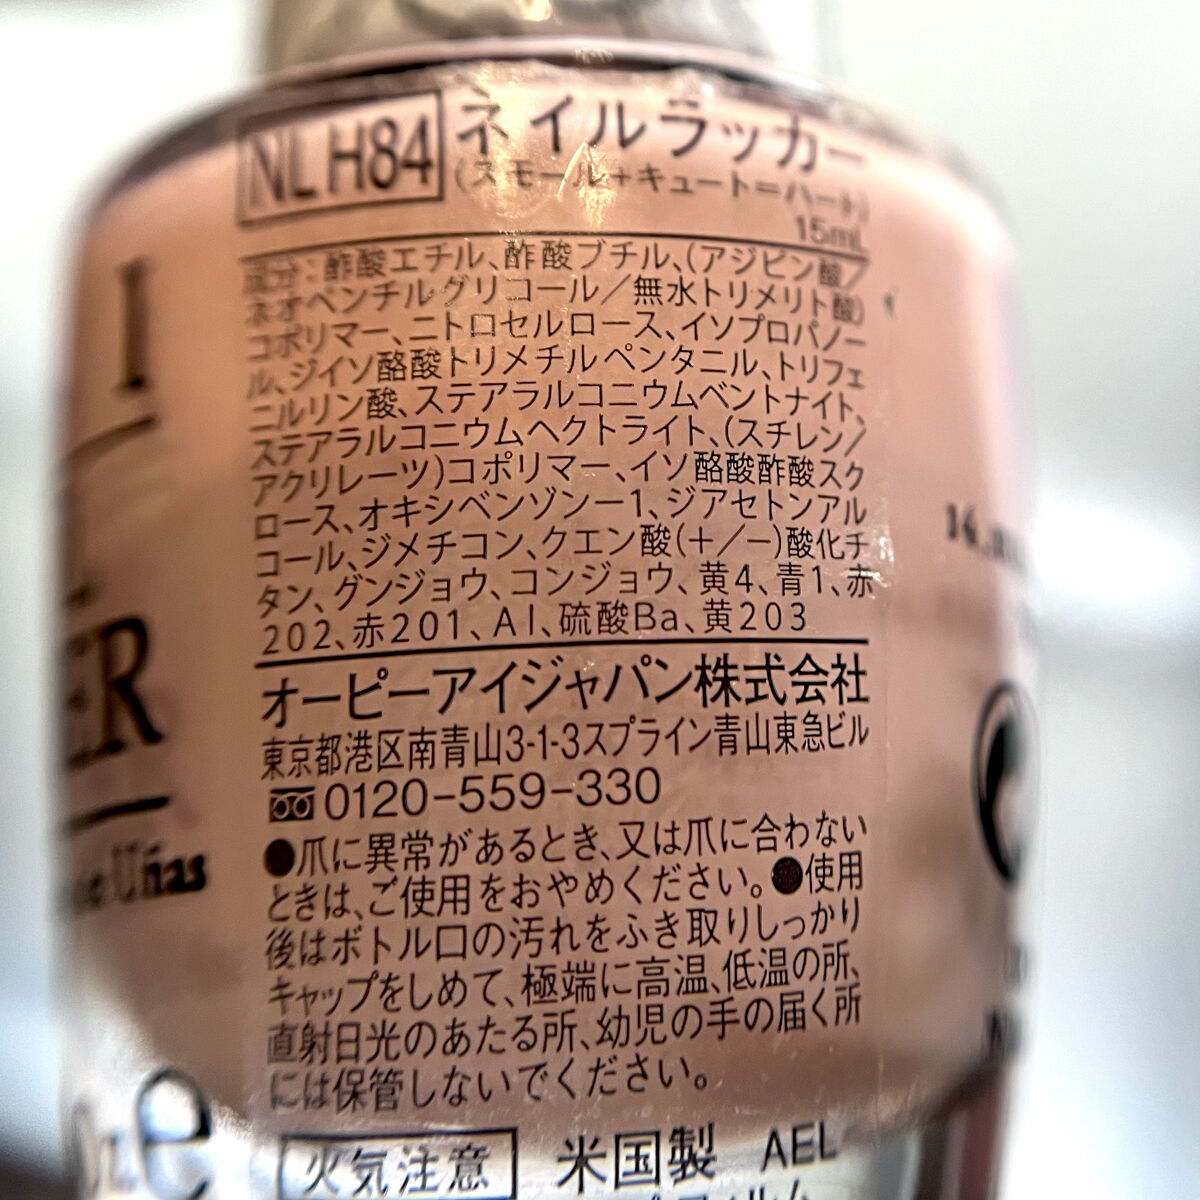 NL H84 ネイルラッカー
(スモール+キュート=ハート)
15mL
成分:酢酸エチル、酢酸ブチル、(アジピン酸/
ネオペンチルグリコール/無水トリメリト酸)
コポリマー、ニトロセルロース、イソプロパノー
ル、ジイソ酪酸トリメチルペンタニル、トリフェ
ニルリン酸、ステアラルコニウムベントナイト、
ステアラルコニウムヘクトライト、(スチレン/
アクリレーツ)コポリマー、イソ酪酸酢酸スク
ロース、オキシベンゾン-1、ジアセトンアル
コール、ジメチコン、クエン酸(+/-)酸化チ
タン、グンジョウ、コンジョウ、黄4、青1、赤
202、赤201、Al、硫酸Ba、黄203
オーピーアイジャパン株式会社
東京都港区南青山3-1-3スプライン青山東急ビル
0120-559-330
●爪に異常があるとき、又は爪に合わない
ときは、ご使用をおやめください。●使用
後はボトル口の汚れをふき取りしっかり
キャップをしめて、極端に高温、低温の所、
直射日光のあたる所、幼児の手の届く所
には保管しないでください。
火気注意 米国製 AEL
I
ER
Uñas